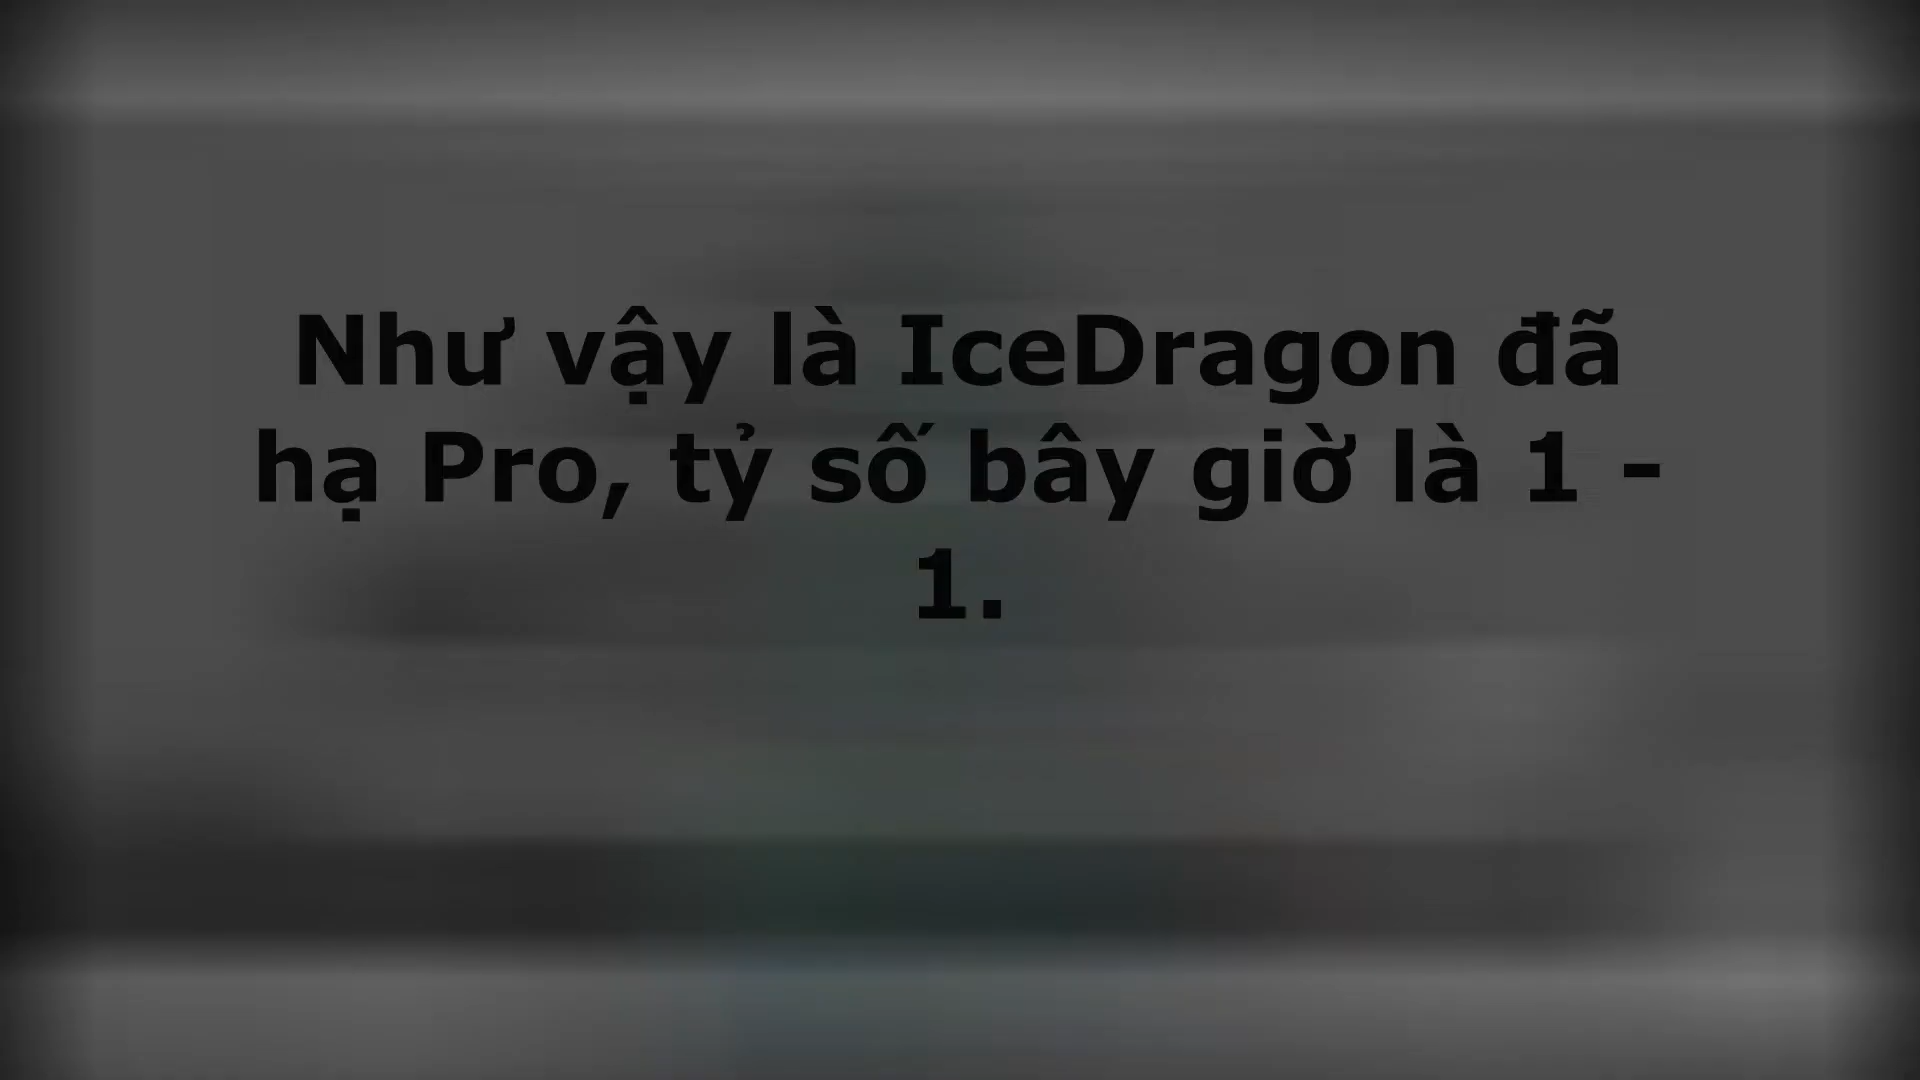 Như vậy là IceDragon đã
hạ Pro, tỷ số bây giờ là 1 -
1.